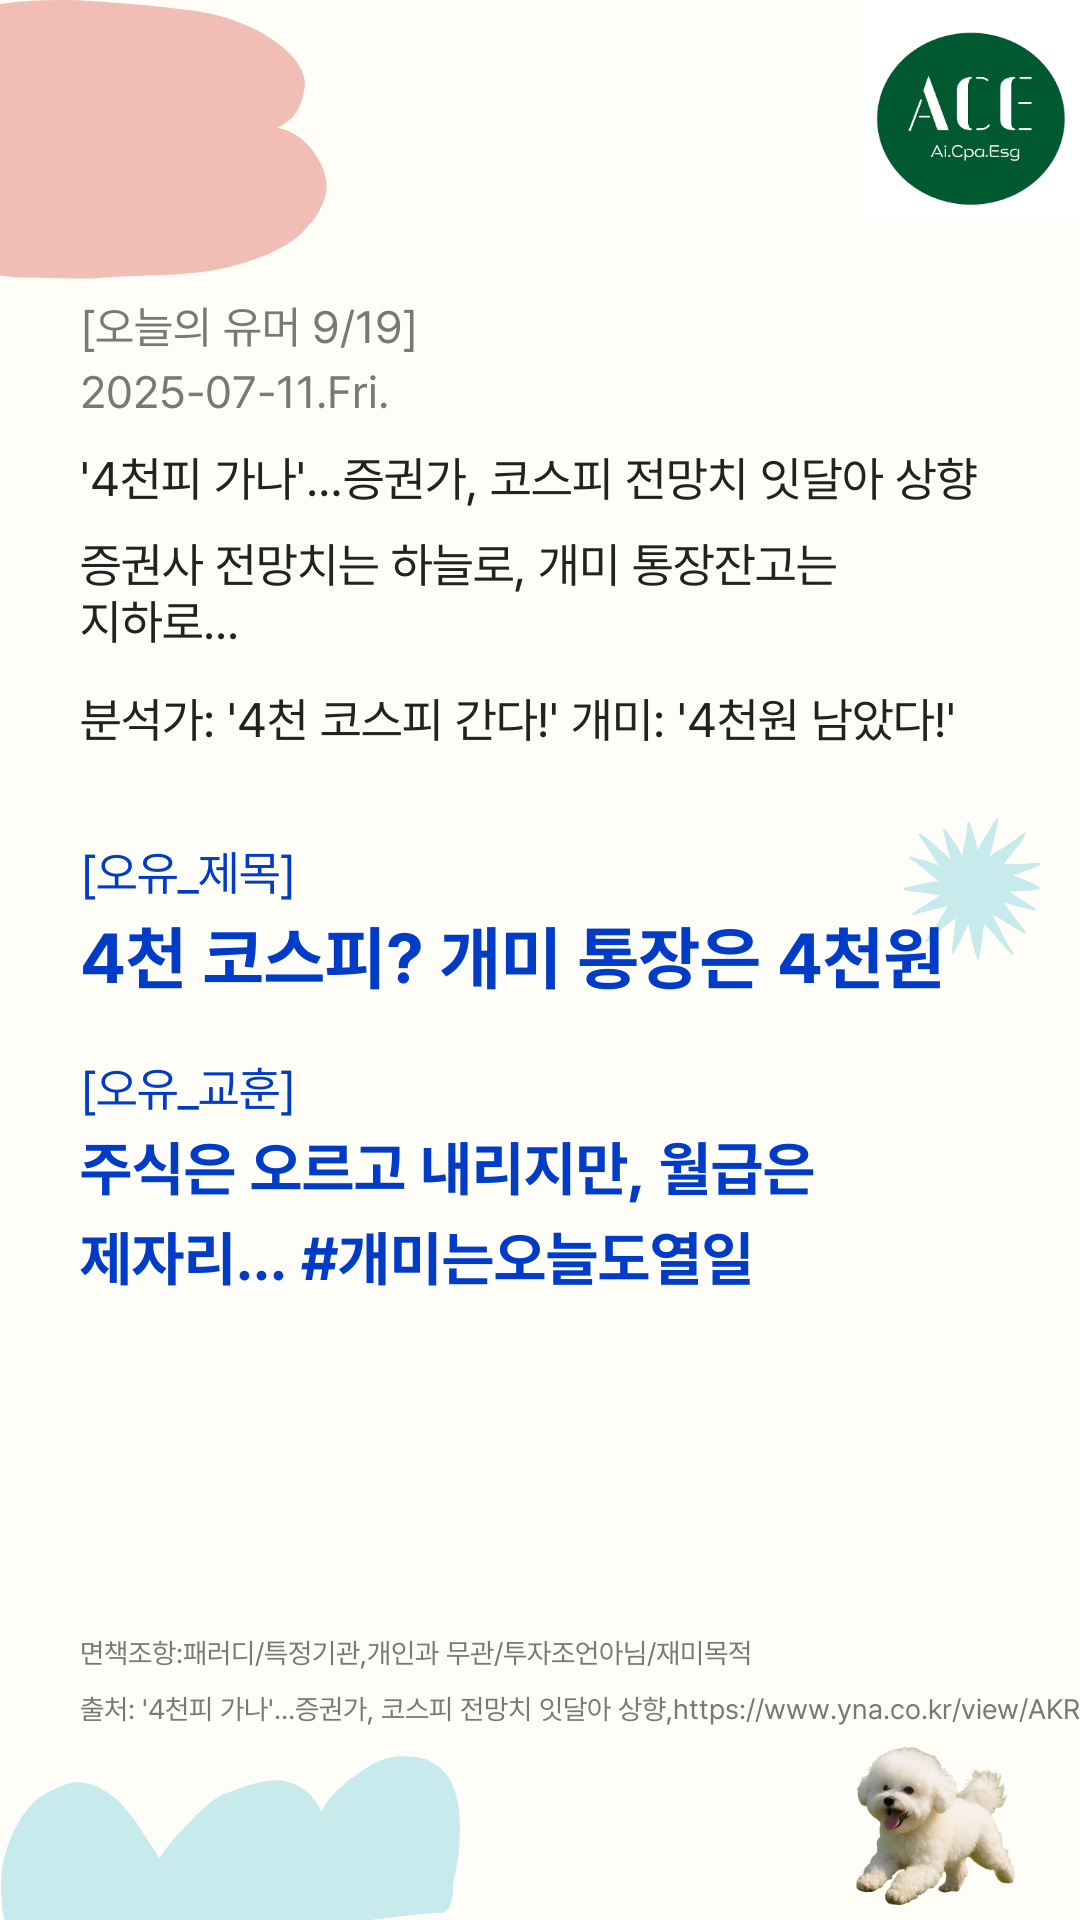 ACE
Ai.Cpa.Esg
[오늘의 유머 9/19]
2025-07-11.Fri.
'4천피 가나'...증권가, 코스피 전망치 잇달아 상향
증권사 전망치는 하늘로, 개미 통장잔고는
지하로...
분석가: '4천 코스피 간다!' 개미: '4천원 남았다!'
[오유_제목]
4천 코스피? 개미 통장은 4천원
[오유_교훈]
주식은 오르고 내리지만, 월급은
제자리... #개미는오늘도열일
면책조항:패러디/특정기관,개인과 무관/투자조언아님/재미목적
출처: '4천피 가나'...증권가, 코스피 전망치 잇달아 상향,https://www.yna.co.kr/view/AKR